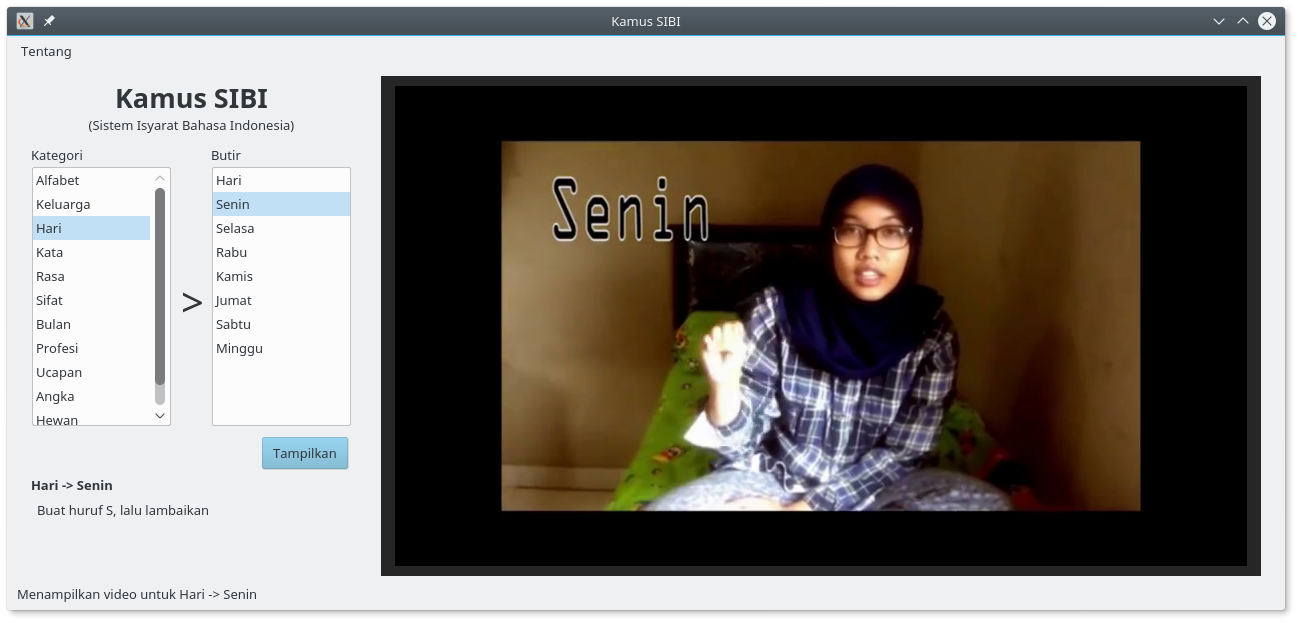 Kamus SIBI
Tentang
Kamus SIBI
(Sistem Isyarat Bahasa Indonesia)
Kategori
Alfabet
Keluarga
Hari
Kata
Rasa
Sifat
Bulan
Profesi
Ucapan
Angka
Hewan
>
Butir
Hari
Senin
Selasa
Rabu
Kamis
Jumat
Sabtu
Minggu
Tampilkan
Hari -> Senin
Buat huruf S, lalu lambaikan
Senin
Menampilkan video untuk Hari -> Senin